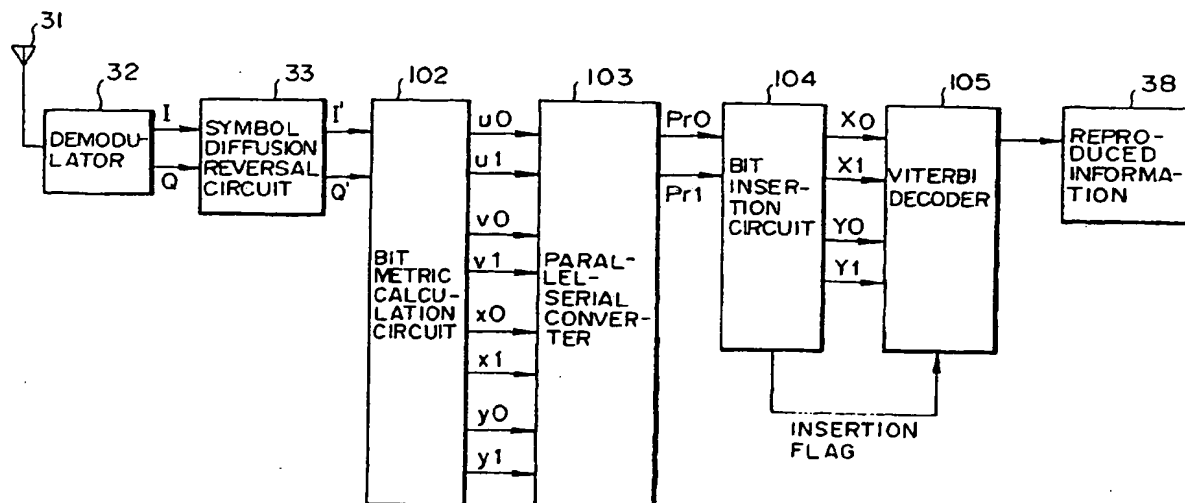 31
32
33
102
103
104
105
38
DEMODU-
LATOR
I
Q
SYMBOL
DIFFUSION
REVERSAL
CIRCUIT
I'
Q'
BIT
METRIC
CALCU-
LATION
CIRCUIT
u0
u1
v0
v1
x0
x1
y0
y1
PARAL-
LEL-
SERIAL
CONVER-
TER
Pr0
Pr1
BIT
INSER-
TION
CIRCUIT
X0
X1
Y0
Y1
VITERBI
DECODER
REPRO-
DUCED
INFORMA-
TION
INSERTION
FLAG